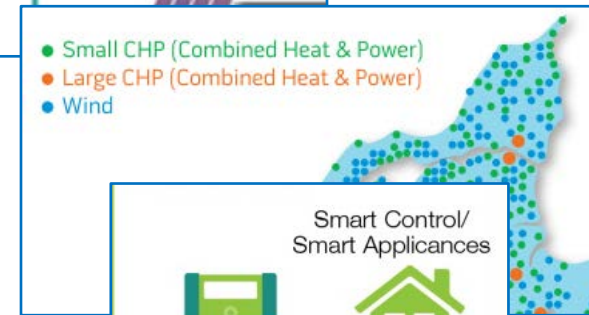 Small CHP (Combined Heat & Power)
Large CHP (Combined Heat & Power)
Wind
Smart Control/
Smart Applicances